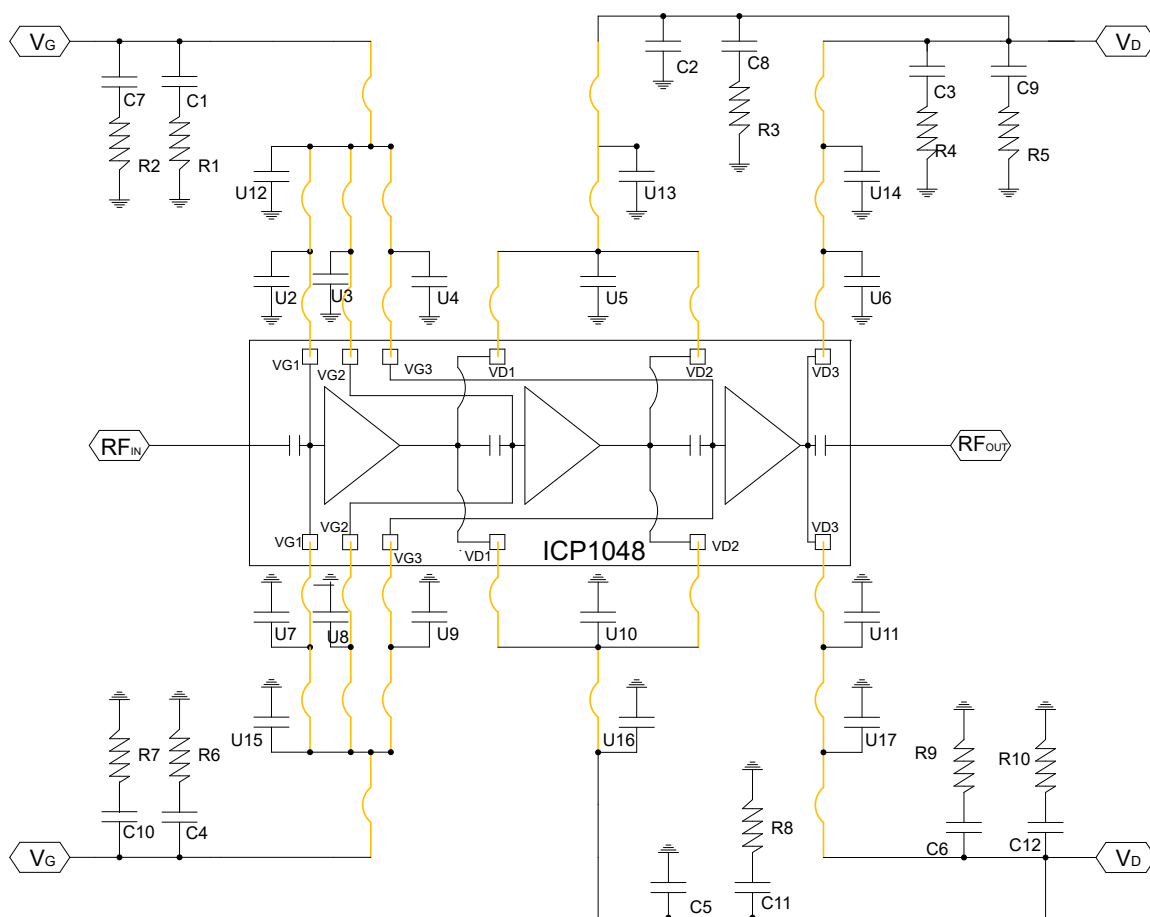 VG
VD
C2
C8
C7
C1
C3
C9
R3
R2
R1
R4
R5
U12
U13
U14
U2
U3
U4
U5
U6
VG1
VG2
VG3
VD1
VD2
VD3
RFIN
RFOUT
VG1
VG2
VG3
VD1
ICP1048
VD2
VD3
U7
U8
U9
U10
U11
U15
U16
U17
R7
R6
R9
R10
R8
C10
C4
C6
C12
VG
VD
C5
C11